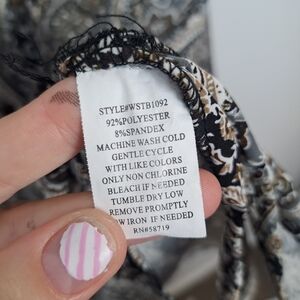 STYLE#WSTB1092
92%POLYESTER
8%SPANDEX
MACHINE WASH COLD
GENTLE CYCLE
WITH LIKE COLORS
ONLY NON CHLORINE
BLEACH IF NEEDED
TUMBLE DRY LOW
REMOVE PROMPTLY
LOW IRON IF NEEDED
RN#58719